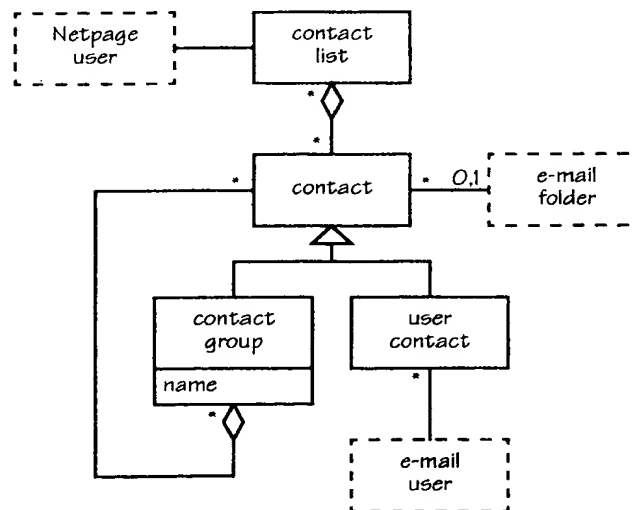 Netpage
user
contact
list
*
*
*
contact
*
0,1
e-mail
folder
contact
group
name
*
user
contact
*
e-mail
user